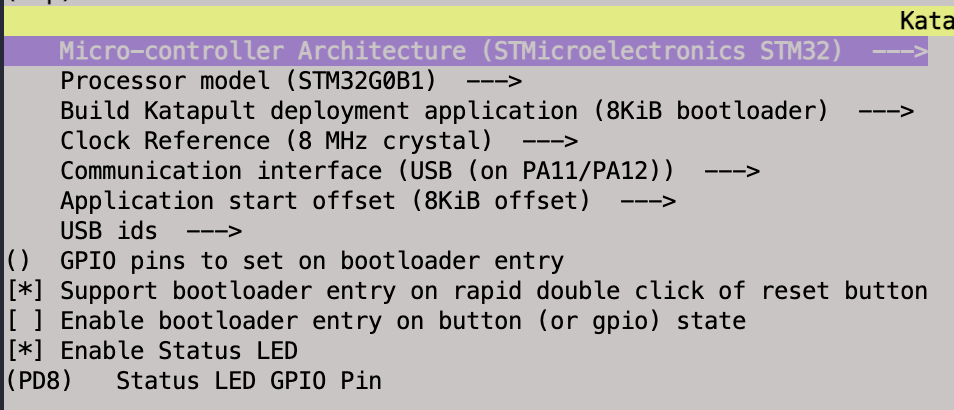 Kata
Micro-controller Architecture (STMicroelectronics STM32)  --->
Processor model (STM32G0B1)  --->
Build Katapult deployment application (8KiB bootloader)  --->
Clock Reference (8 MHz crystal)  --->
Communication interface (USB (on PA11/PA12))  --->
Application start offset (8KiB offset)  --->
USB ids  --->
()  GPIO pins to set on bootloader entry
[*] Support bootloader entry on rapid double click of reset button
[ ] Enable bootloader entry on button (or gpio) state
[*] Enable Status LED
(PD8)   Status LED GPIO Pin